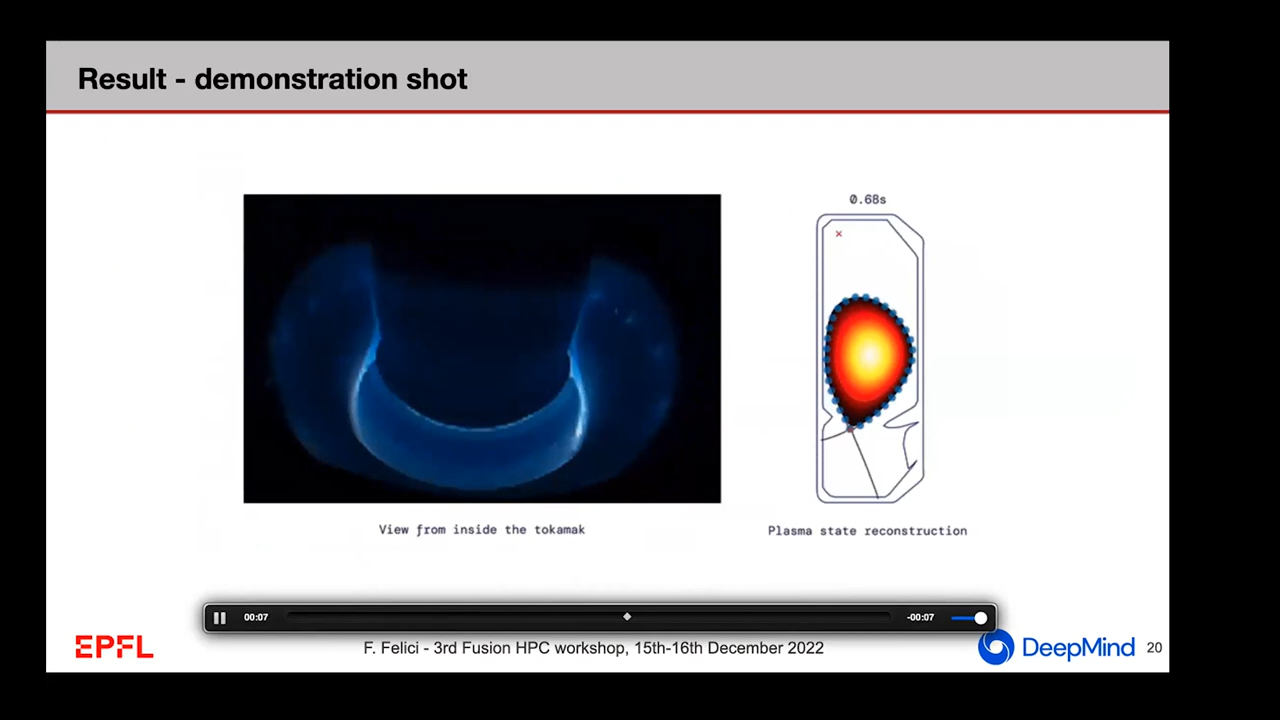 Result - demonstration shot
0.68s
View from inside the tokamak
Plasma state reconstruction
00:07
-00:07
EPFL
F. Felici - 3rd Fusion HPC workshop, 15th-16th December 2022
DeepMind
20